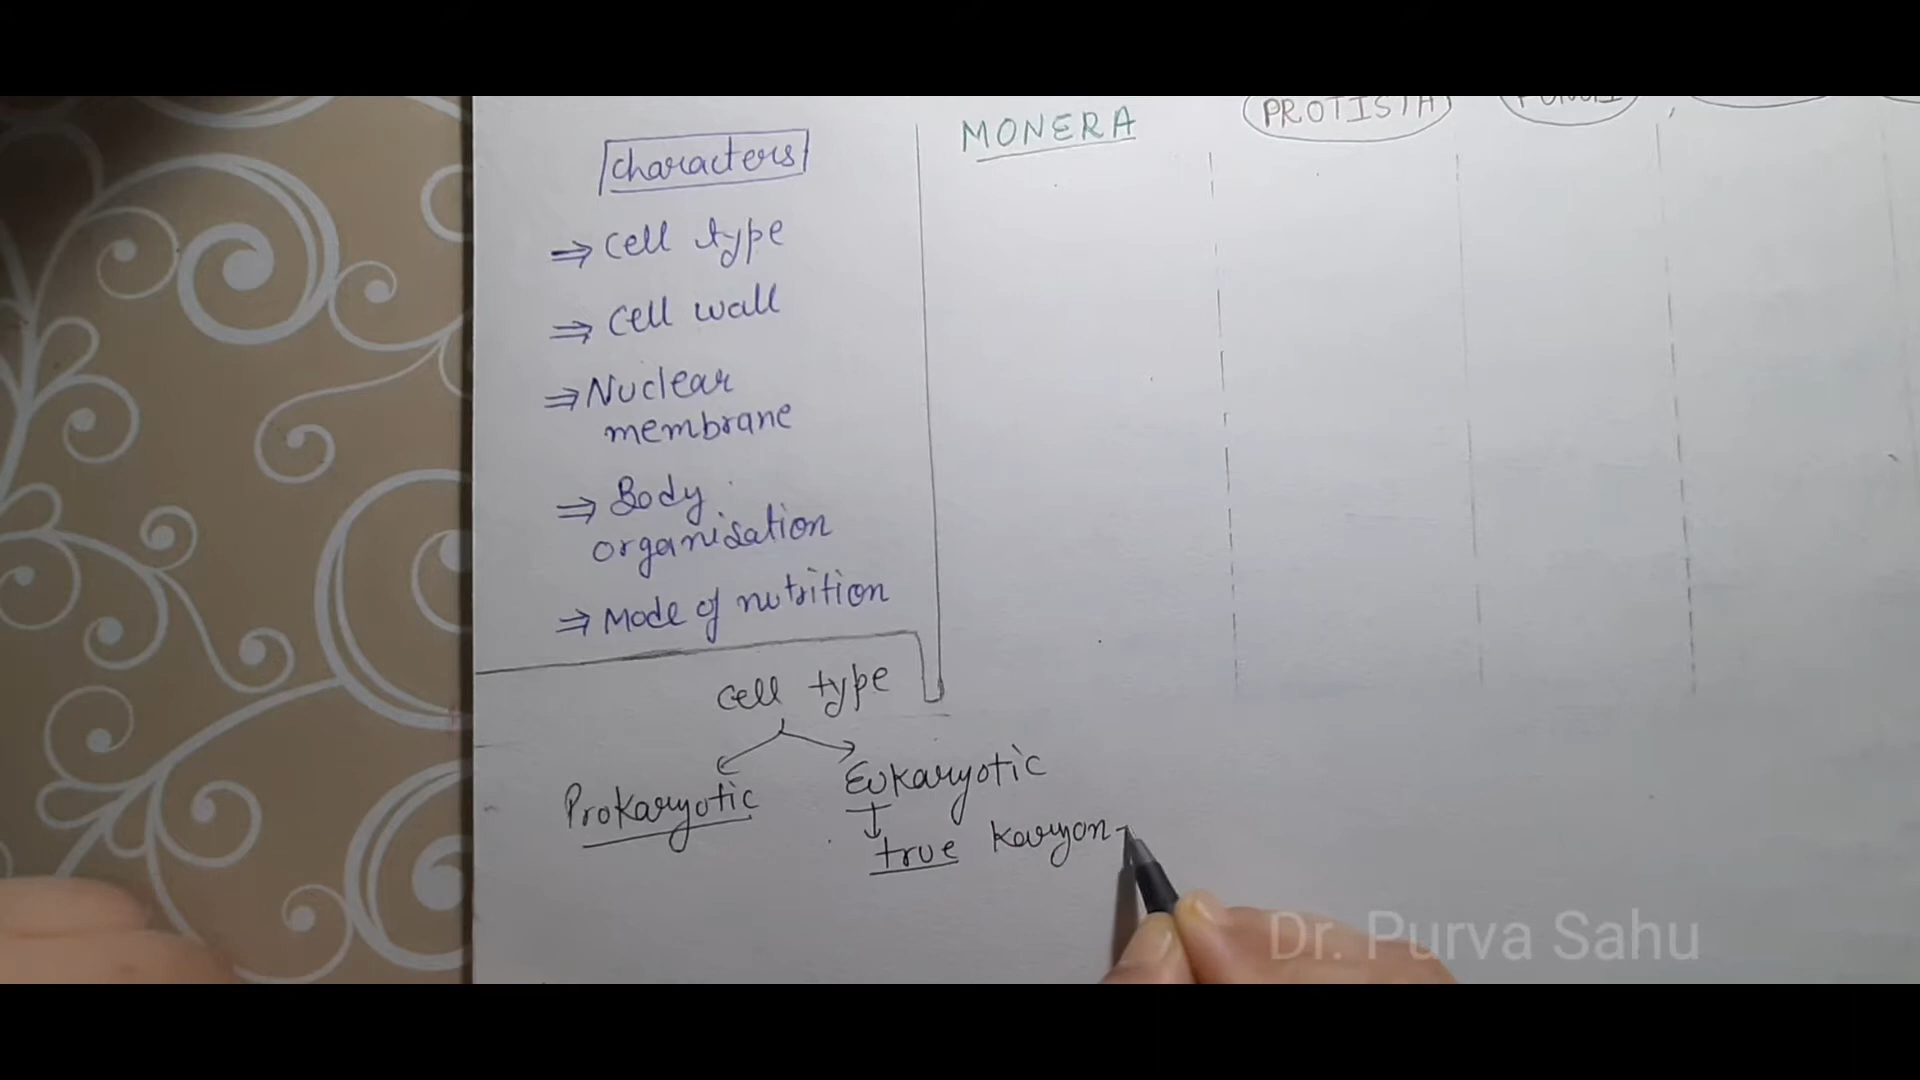 MONERA
PROTISTA
FUNGI
Characters
⇒ Cell type
⇒ Cell wall
⇒ Nuclear
membrane
⇒ Body
organisation
⇒ Mode of nutrition
Cell type
Prokaryotic
Eukaryotic
true Karyon -
Dr. Purva Sahu